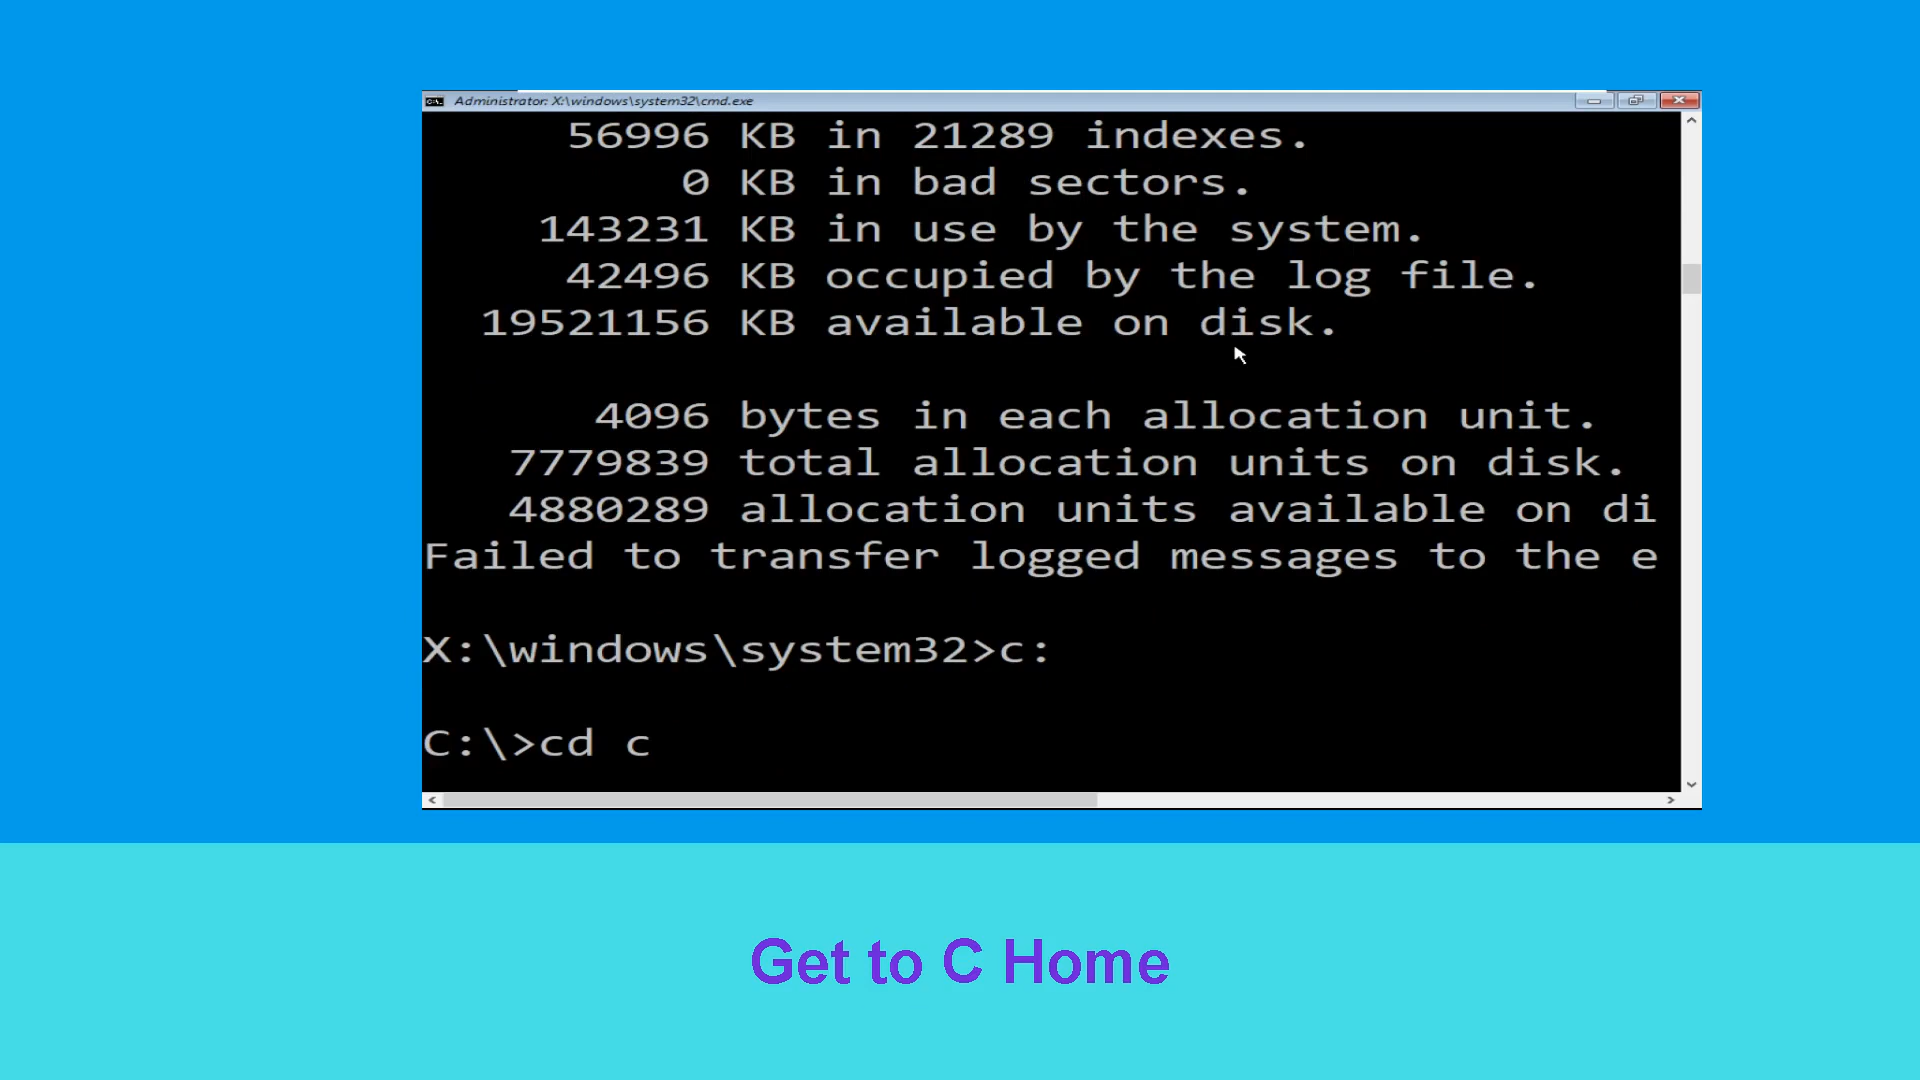 Administrator: X:\windows\system32\cmd.exe
56996 KB in 21289 indexes.
0 KB in bad sectors.
143231 KB in use by the system.
42496 KB occupied by the log file.
19521156 KB available on disk.
4096 bytes in each allocation unit.
7779839 total allocation units on disk.
4880289 allocation units available on di
Failed to transfer logged messages to the e
X:\windows\system32>c:
C:\>cd c
Get to C Home